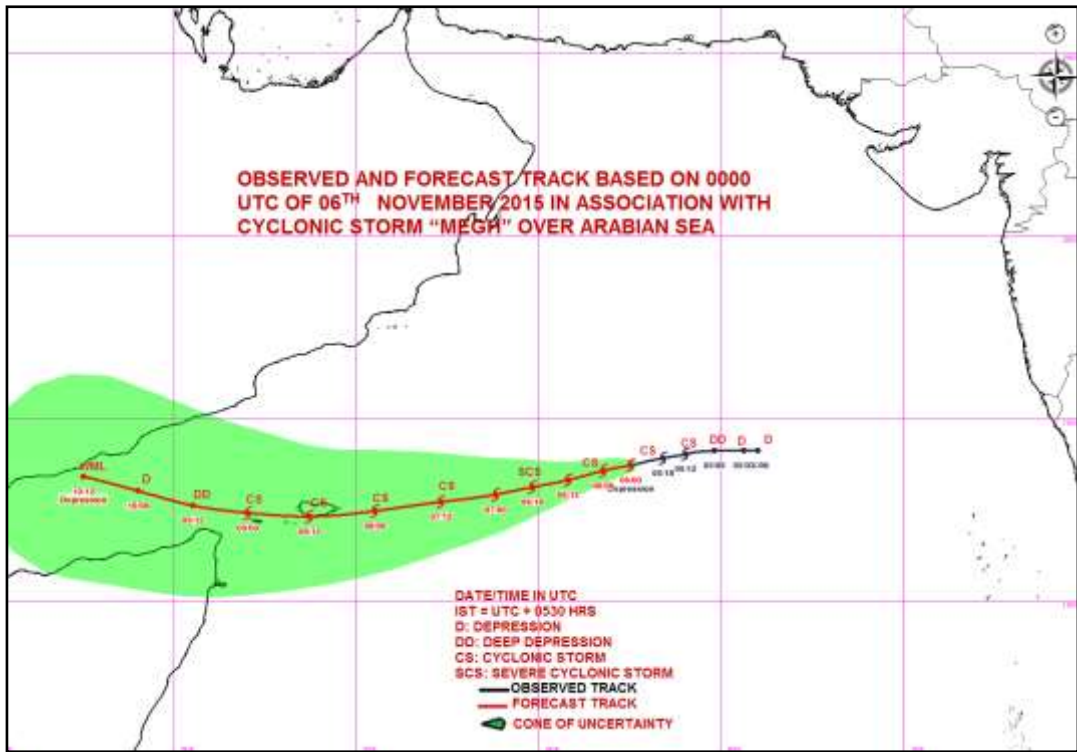 OBSERVED AND FORECAST TRACK BASED ON 0000
UTC OF 06TH NOVEMBER 2015 IN ASSOCIATION WITH
CYCLONIC STORM “MEGH” OVER ARABIAN SEA
WML D DD CS CS CS CS SCS CS CS CS DD D D
Depression
Depression
DATE/TIME IN UTC
IST = UTC + 0530 HRS
D: DEPRESSION
DD: DEEP DEPRESSION
CS: CYCLONIC STORM
SCS: SEVERE CYCLONIC STORM
OBSERVED TRACK
FORECAST TRACK
CONE OF UNCERTAINTY